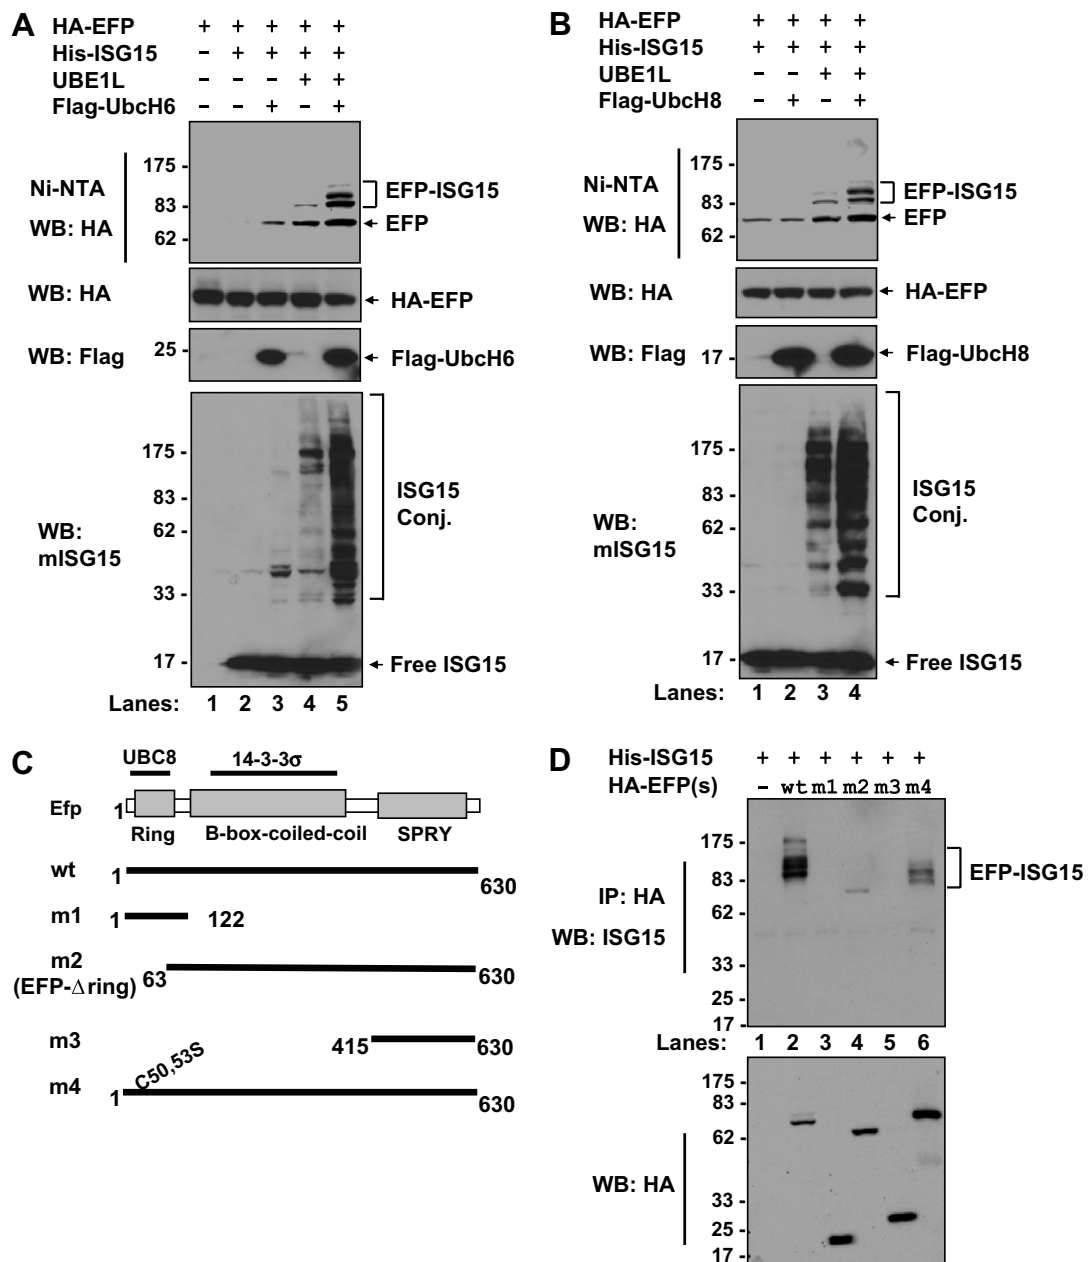 A
HA-EFP + + + + +
His-ISG15 – + + + +
UBE1L – – – + +
Flag-UbcH6 – – + – +
Ni-NTA
WB: HA
175 -
83 -
62 -
EFP-ISG15
EFP
WB: HA
HA-EFP
WB: Flag
25 -
Flag-UbcH6
WB:
mISG15
175 -
83 -
62 -
33 -
17 -
ISG15
Conj.
Free ISG15
Lanes: 1 2 3 4 5
B
HA-EFP + + + +
His-ISG15 + + + +
UBE1L – – + +
Flag-UbcH8 – + – +
Ni-NTA
WB: HA
175 -
83 -
62 -
EFP-ISG15
EFP
WB: HA
HA-EFP
WB: Flag
17 -
Flag-UbcH8
WB:
mISG15
175 -
83 -
62 -
33 -
17 -
ISG15
Conj.
Free ISG15
Lanes: 1 2 3 4
C
UBC8 14-3-3σ
Efp 1
Ring B-box-coiled-coil SPRY
wt 1 630
m1 1 122
m2 63 630
(EFP-Δring)
m3 415 630
C50,53S
m4 1 630
D
His-ISG15 + + + + + +
HA-EFP(s) – wt m1 m2 m3 m4
IP: HA
WB: ISG15
175 -
83 -
62 -
33 -
25 -
17 -
EFP-ISG15
Lanes: 1 2 3 4 5 6
WB: HA
175 -
83 -
62 -
33 -
25 -
17 -